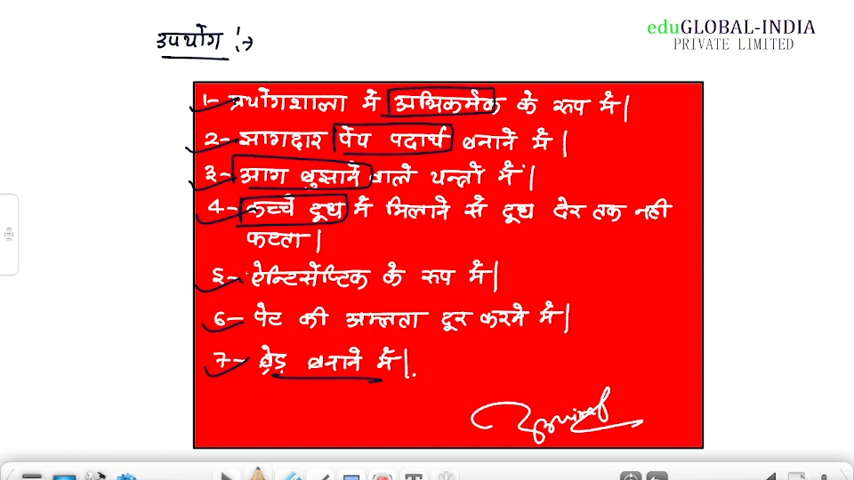 eduGLOBAL-INDIA
PRIVATE LIMITED
उपयोग :→
1- प्रयोगशाला में अभिकर्मक के रूप में|
2- झागदार पेय पदार्थ बनाने में|
3- आग बुझाने वाले यन्त्रों में|
4- कच्चे दूध में मिलाने से दूध देर तक नही
फटता|
5- ऐन्टिसेप्टिक के रूप में|
6- पेट की अम्लता दूर करने में|
7- ब्रेड़ बनाने में|.